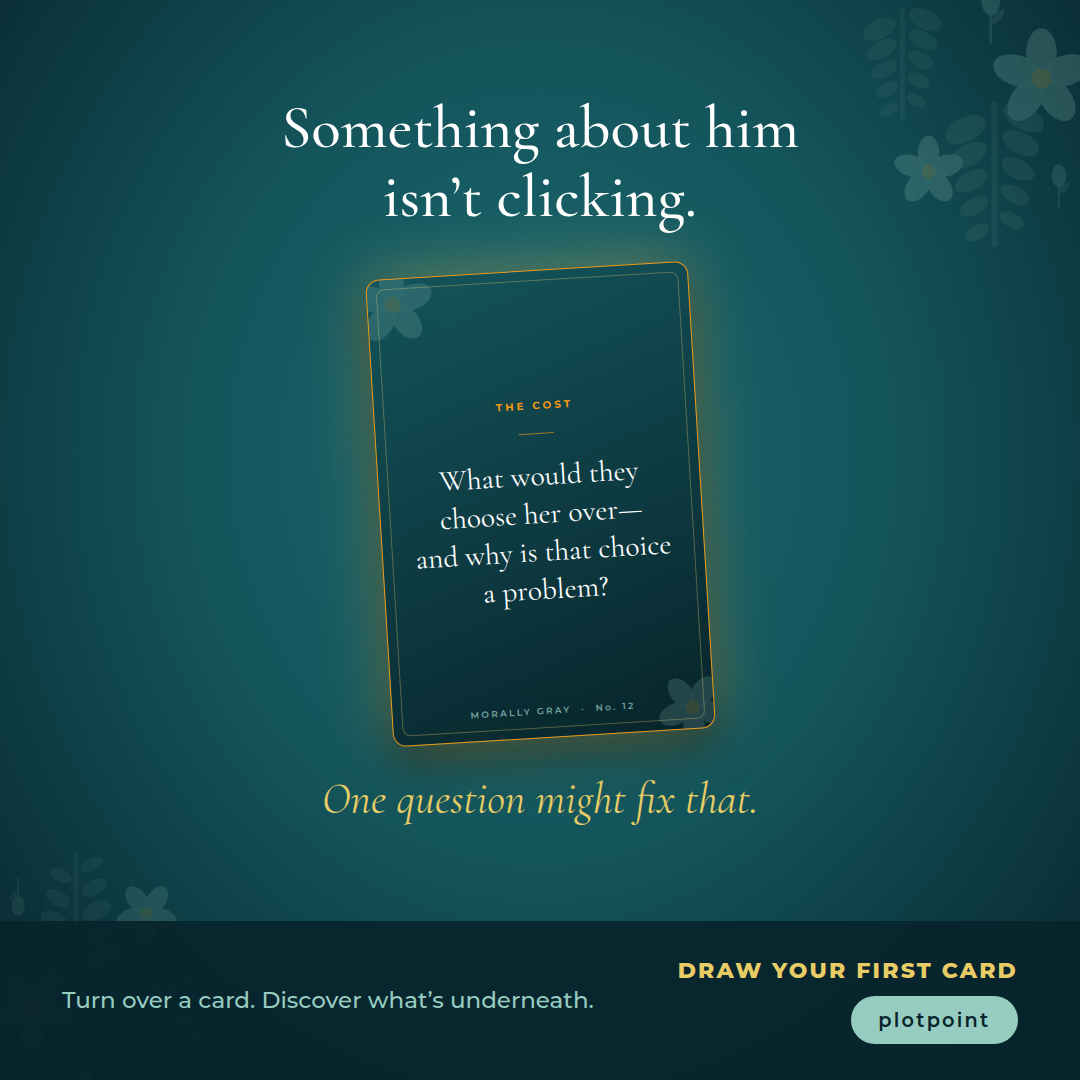 Something about him
isn’t clicking.
THE COST
What would they
choose her over—
and why is that choice
a problem?
MORALLY GRAY · No. 12
One question might fix that.
Turn over a card. Discover what’s underneath.
DRAW YOUR FIRST CARD
plotpoint